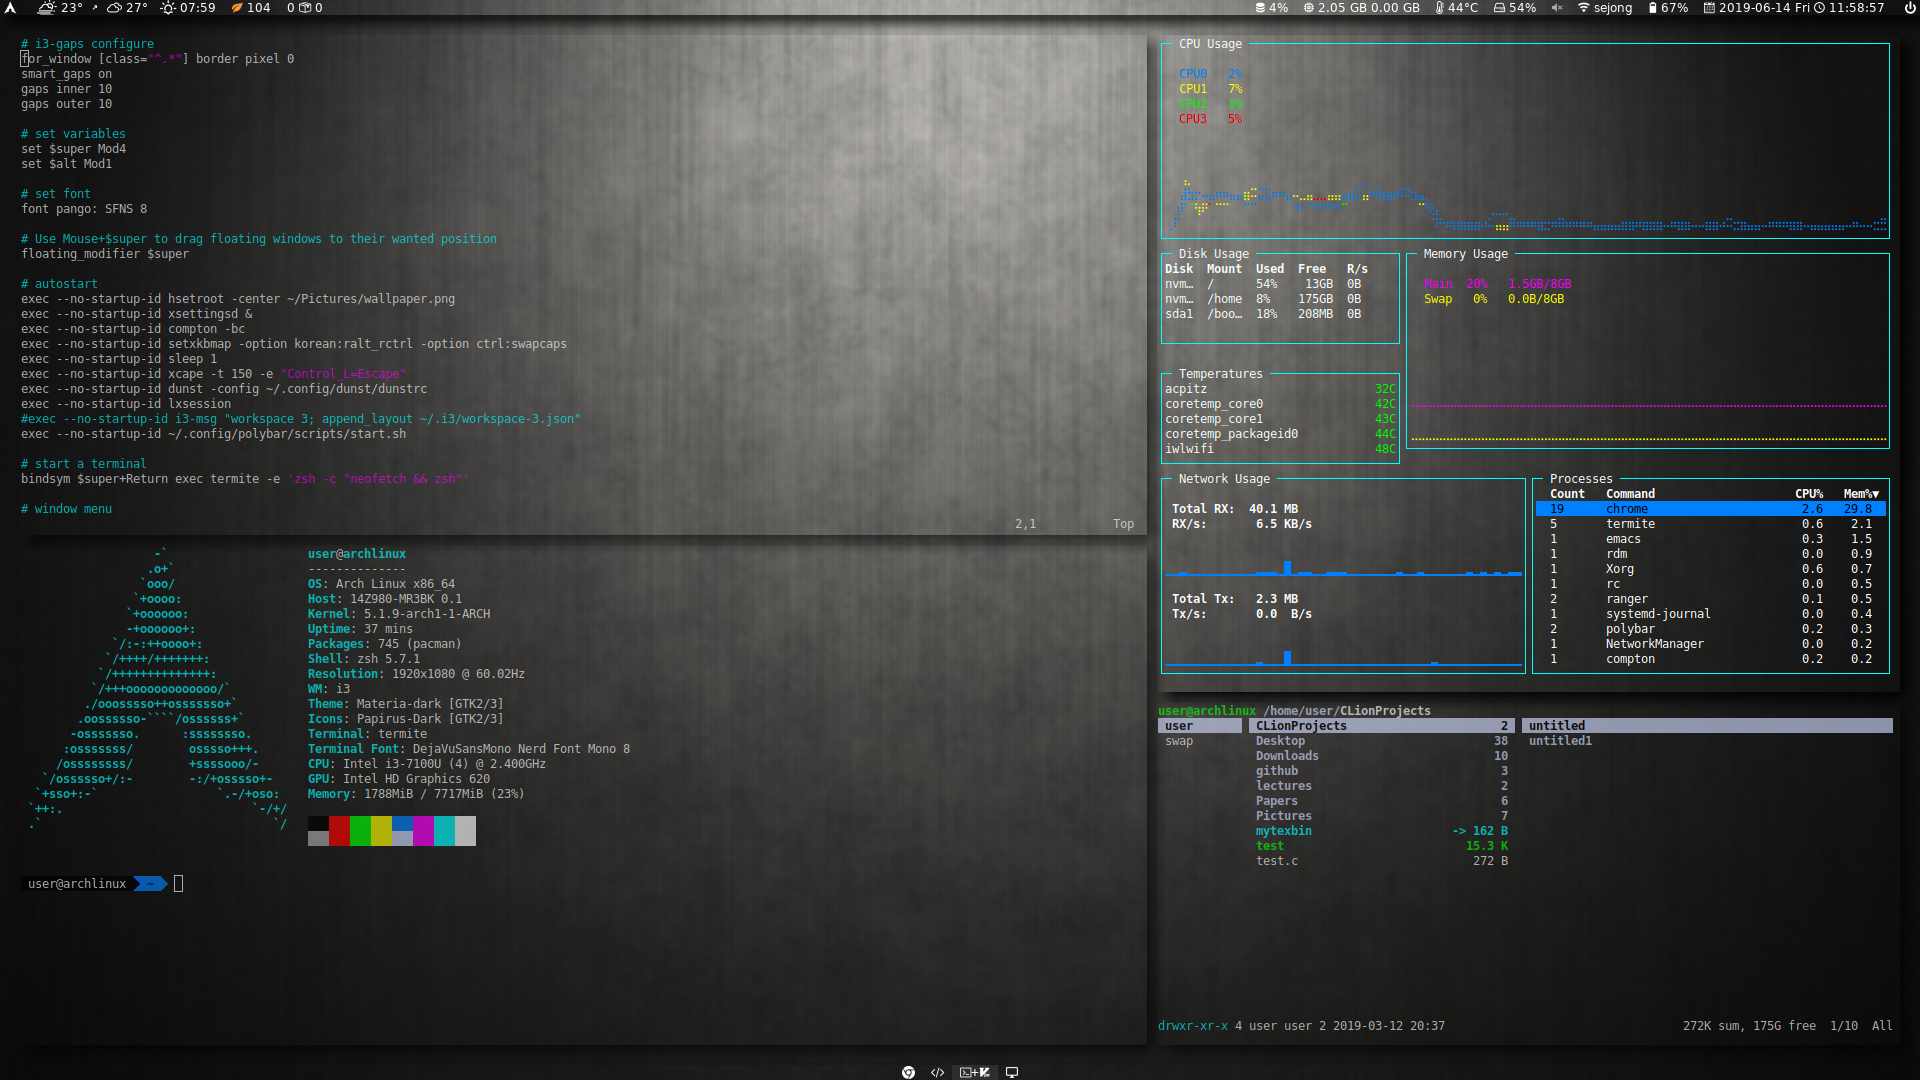 23° 27° 07:59 104 0 0 4% 2.05 GB 0.00 GB 44°C 54% sejong 67% 2019-06-14 Fri 11:58:57
# i3-gaps configure
for_window [class="^.*"] border pixel 0
smart_gaps on
gaps inner 10
gaps outer 10
# set variables
set $super Mod4
set $alt Mod1
# set font
font pango: SFNS 8
# Use Mouse+$super to drag floating windows to their wanted position
floating_modifier $super
# autostart
exec --no-startup-id hsetroot -center ~/Pictures/wallpaper.png
exec --no-startup-id xsettingsd &
exec --no-startup-id compton -bc
exec --no-startup-id setxkbmap -option korean:ralt_rctrl -option ctrl:swapcaps
exec --no-startup-id sleep 1
exec --no-startup-id xcape -t 150 -e "Control_L=Escape"
exec --no-startup-id dunst -config ~/.config/dunst/dunstrc
exec --no-startup-id lxsession
#exec --no-startup-id i3-msg "workspace 3; append_layout ~/.i3/workspace-3.json"
exec --no-startup-id ~/.config/polybar/scripts/start.sh
# start a terminal
bindsym $super+Return exec termite -e 'zsh -c "neofetch && zsh"'
# window menu
2,1 Top
CPU Usage
CPU0 2%
CPU1 7%
CPU2 1%
CPU3 5%
Disk Usage
Disk Mount Used Free R/s
nvm… / 54% 13GB 0B
nvm… /home 8% 175GB 0B
sda1 /boo… 18% 208MB 0B
Memory Usage
Main 20% 1.5GB/8GB
Swap 0% 0.0B/8GB
Temperatures
acpitz 32C
coretemp_core0 42C
coretemp_core1 43C
coretemp_packageid0 44C
iwlwifi 48C
Network Usage
Total RX: 40.1 MB
RX/s: 6.5 KB/s
Total Tx: 2.3 MB
Tx/s: 0.0 B/s
Processes
Count Command CPU% Mem%▼
19 chrome 2.6 29.8
5 termite 0.6 2.1
1 emacs 0.3 1.5
1 rdm 0.0 0.9
1 Xorg 0.6 0.7
1 rc 0.0 0.5
2 ranger 0.1 0.5
1 systemd-journal 0.0 0.4
2 polybar 0.2 0.3
1 NetworkManager 0.0 0.2
1 compton 0.2 0.2
user@archlinux
--------------
OS: Arch Linux x86_64
Host: 14Z980-MR3BK 0.1
Kernel: 5.1.9-arch1-1-ARCH
Uptime: 37 mins
Packages: 745 (pacman)
Shell: zsh 5.7.1
Resolution: 1920x1080 @ 60.02Hz
WM: i3
Theme: Materia-dark [GTK2/3]
Icons: Papirus-Dark [GTK2/3]
Terminal: termite
Terminal Font: DejaVuSansMono Nerd Font Mono 8
CPU: Intel i3-7100U (4) @ 2.400GHz
GPU: Intel HD Graphics 620
Memory: 1788MiB / 7717MiB (23%)
user@archlinux ~
user@archlinux /home/user/CLionProjects
user CLionProjects 2 untitled
swap Desktop 38 untitled1
Downloads 10
github 3
lectures 2
Papers 6
Pictures 7
mytexbin -> 162 B
test 15.3 K
test.c 272 B
drwxr-xr-x 4 user user 2 2019-03-12 20:37 272K sum, 175G free 1/10 All